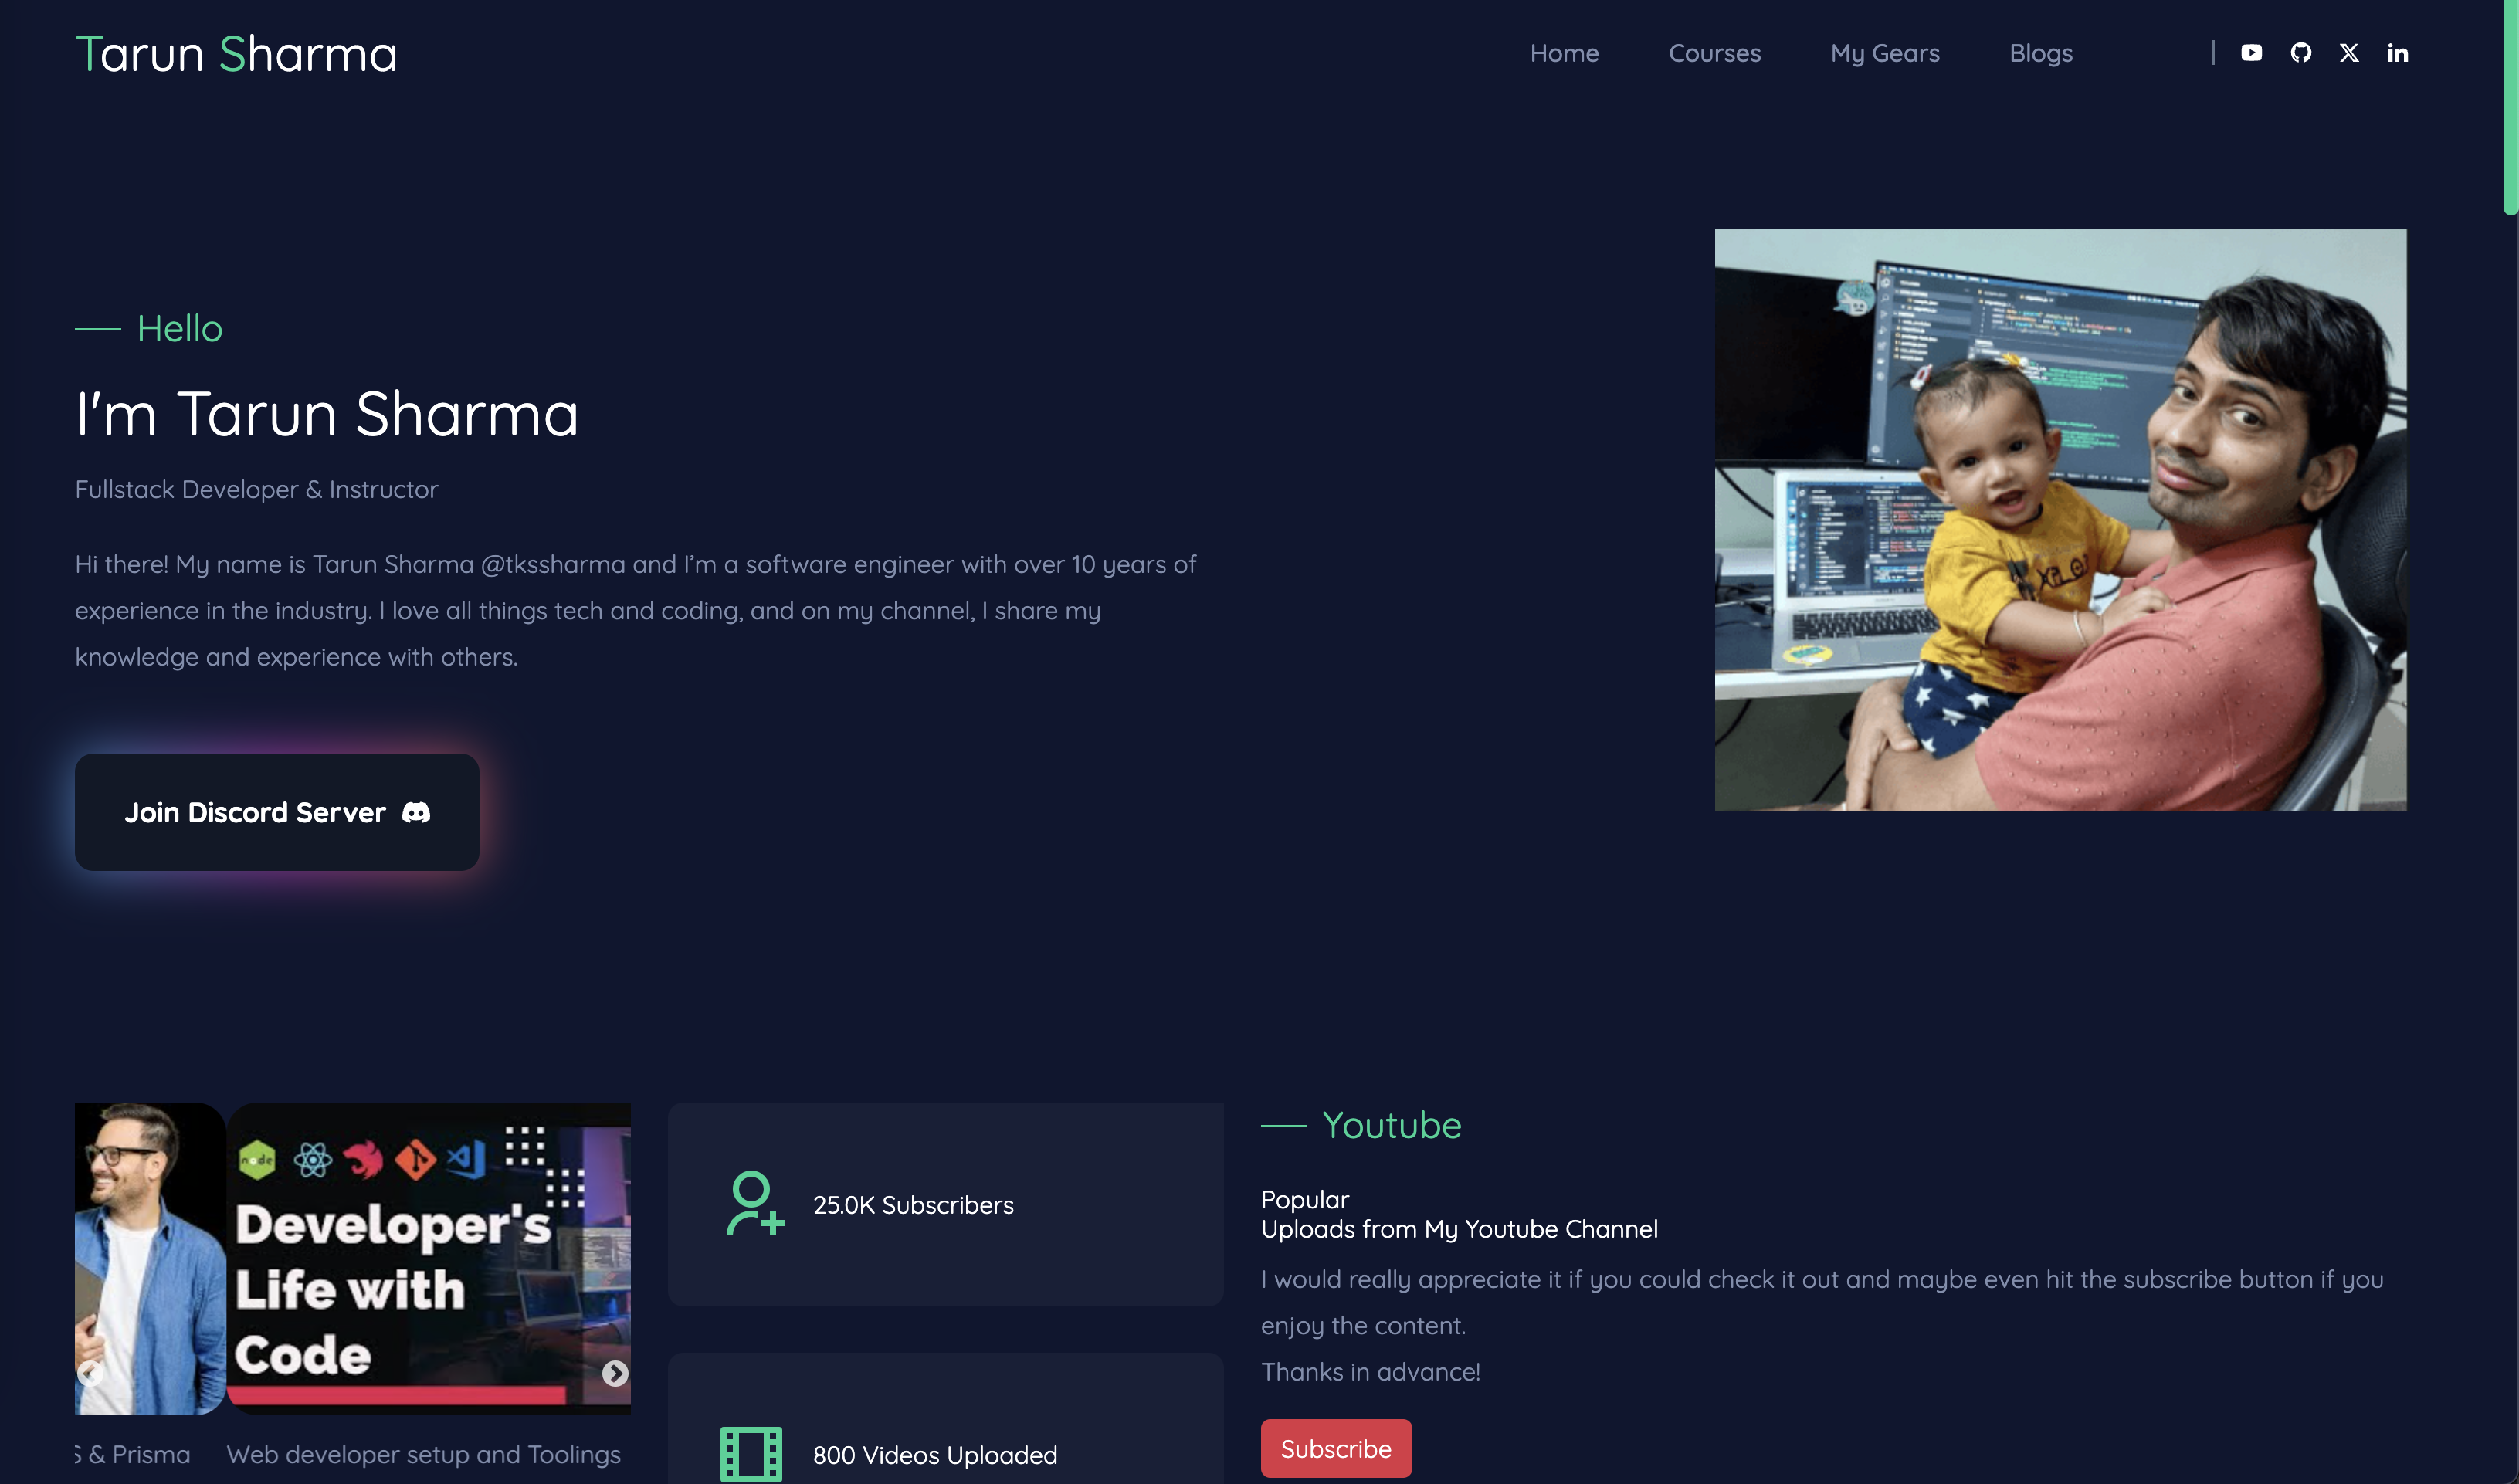 Tarun Sharma
Home Courses My Gears Blogs
Hello
I'm Tarun Sharma
Fullstack Developer & Instructor
Hi there! My name is Tarun Sharma @tkssharma and I'm a software engineer with over 10 years of
experience in the industry. I love all things tech and coding, and on my channel, I share my
knowledge and experience with others.
Join Discord Server
node
Developer's
Life with
Code
& Prisma
Web developer setup and Toolings
25.0K Subscribers
800 Videos Uploaded
Youtube
Popular
Uploads from My Youtube Channel
I would really appreciate it if you could check it out and maybe even hit the subscribe button if you
enjoy the content.
Thanks in advance!
Subscribe